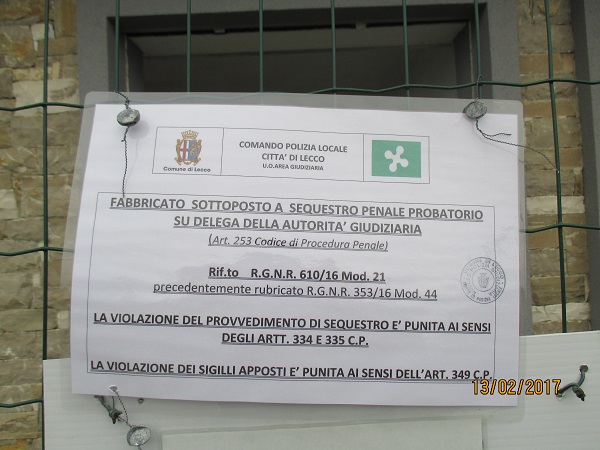 Comune di Lecco
COMANDO POLIZIA LOCALE
CITTA' DI LECCO
U.O.AREA GIUDIZIARIA
FABBRICATO SOTTOPOSTO A SEQUESTRO PENALE PROBATORIO
SU DELEGA DELLA AUTORITA' GIUDIZIARIA
(Art. 253 Codice di Procedura Penale)
Rif.to R.G.N.R. 610/16 Mod. 21
precedentemente rubricato R.G.N.R. 353/16 Mod. 44
LA VIOLAZIONE DEL PROVVEDIMENTO DI SEQUESTRO E' PUNITA AI SENSI
DEGLI ARTT. 334 E 335 C.P.
LA VIOLAZIONE DEI SIGILLI APPOSTI E' PUNITA AI SENSI DELL'ART. 349 C.P.
13/02/2017